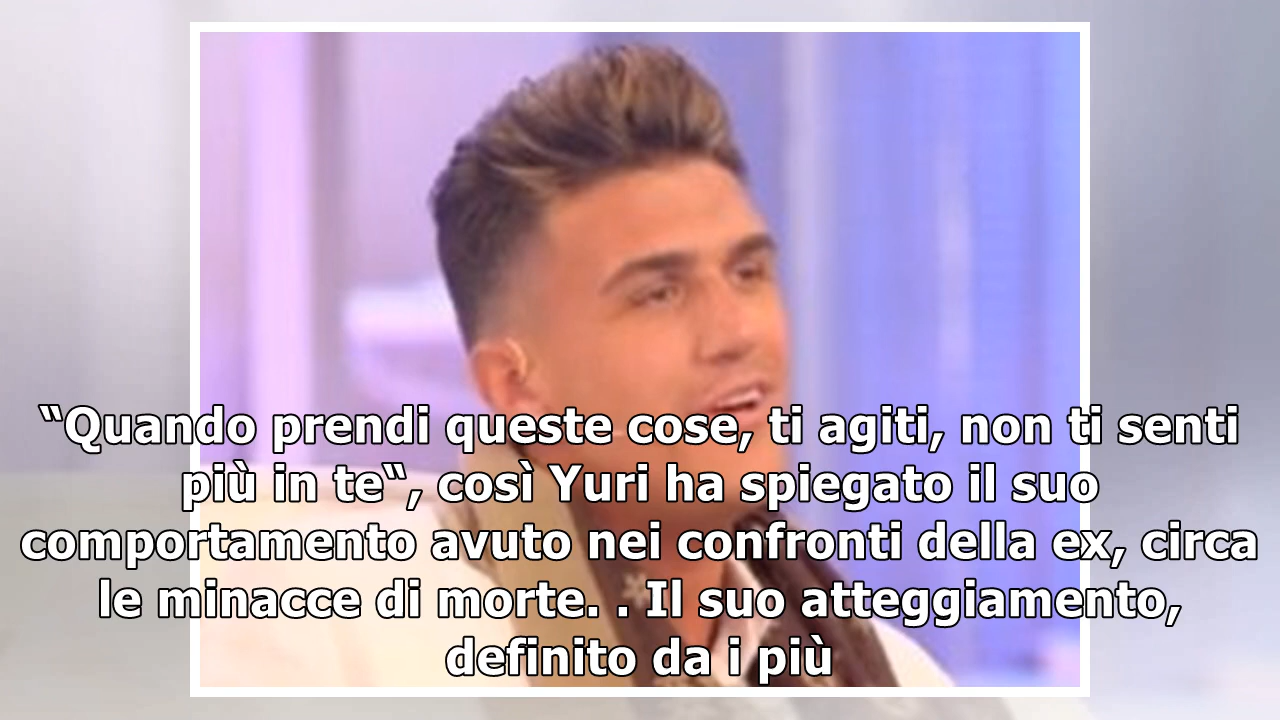 “Quando prendi queste cose, ti agiti, non ti senti
più in te“, così Yuri ha spiegato il suo
comportamento avuto nei confronti della ex, circa
le minacce di morte. . Il suo atteggiamento,
definito da i più